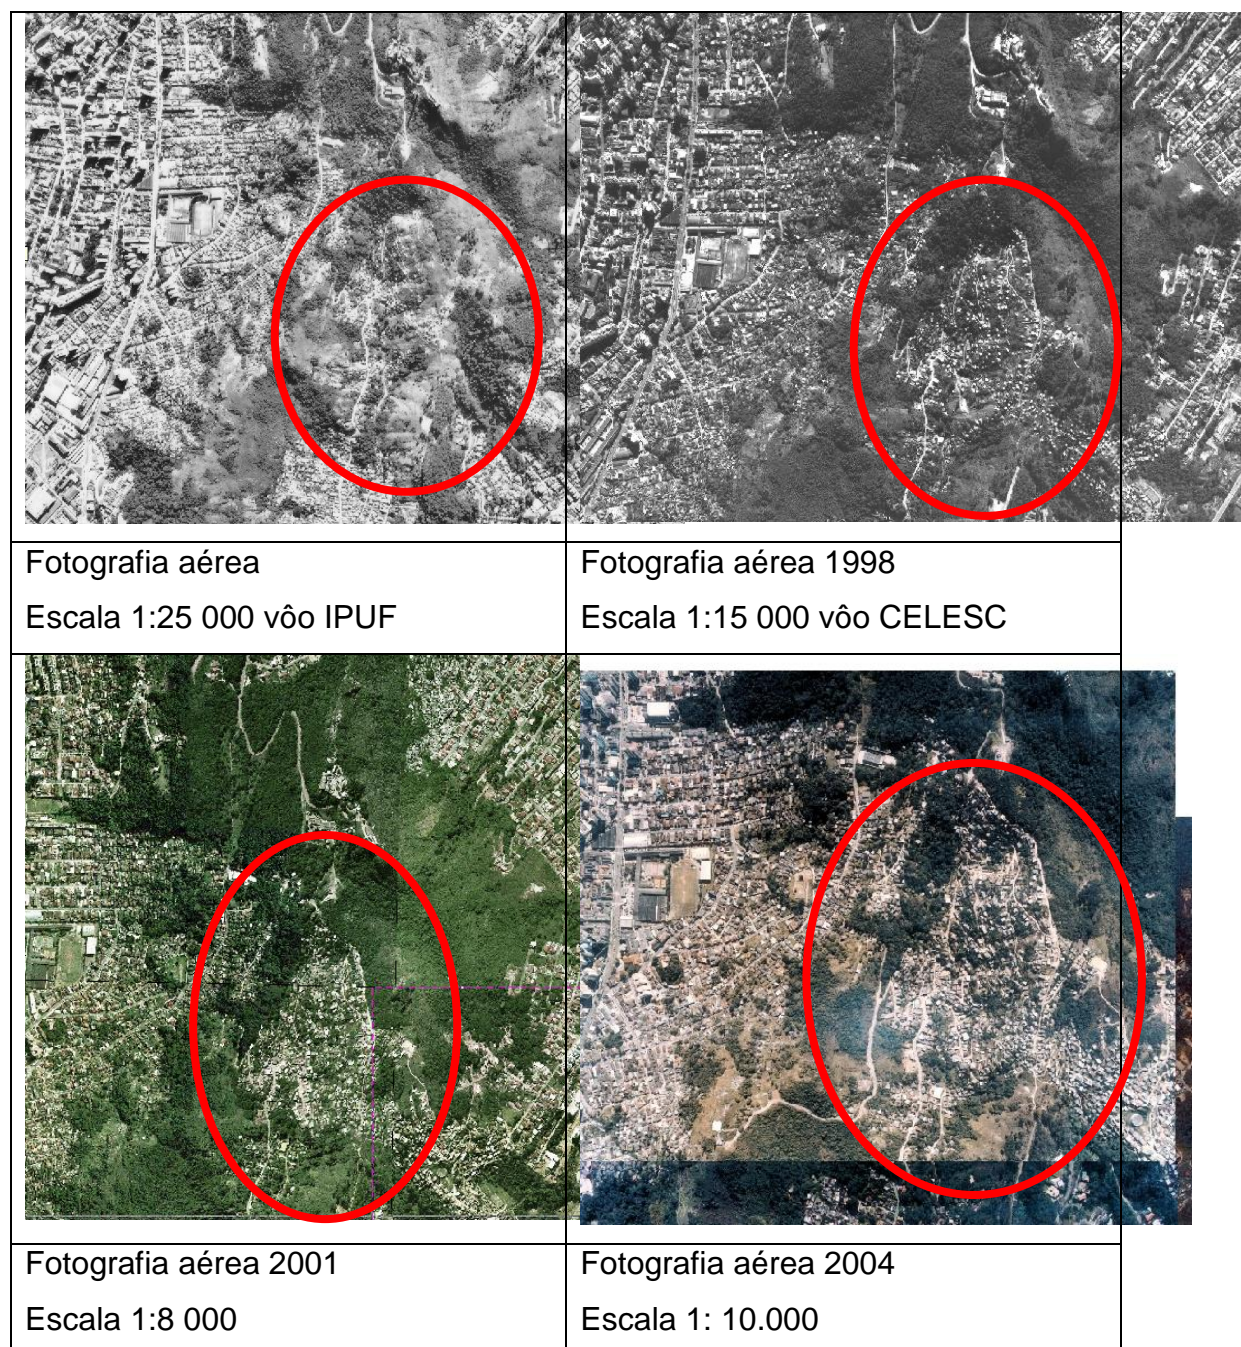 Fotografia aérea
Escala 1:25 000 vôo IPUF
Fotografia aérea 1998
Escala 1:15 000 vôo CELESC
Fotografia aérea 2001
Escala 1:8 000
Fotografia aérea 2004
Escala 1: 10.000